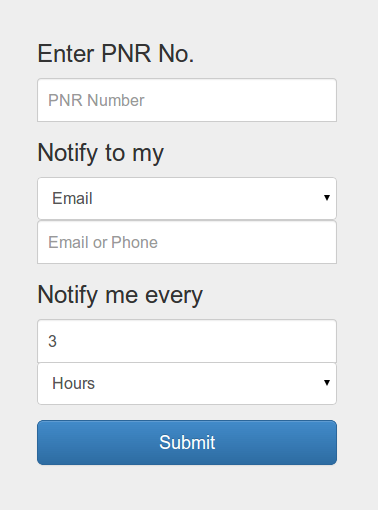 Enter PNR No.
PNR Number
Notify to my
Email
Email or Phone
Notify me every
3
Hours
Submit